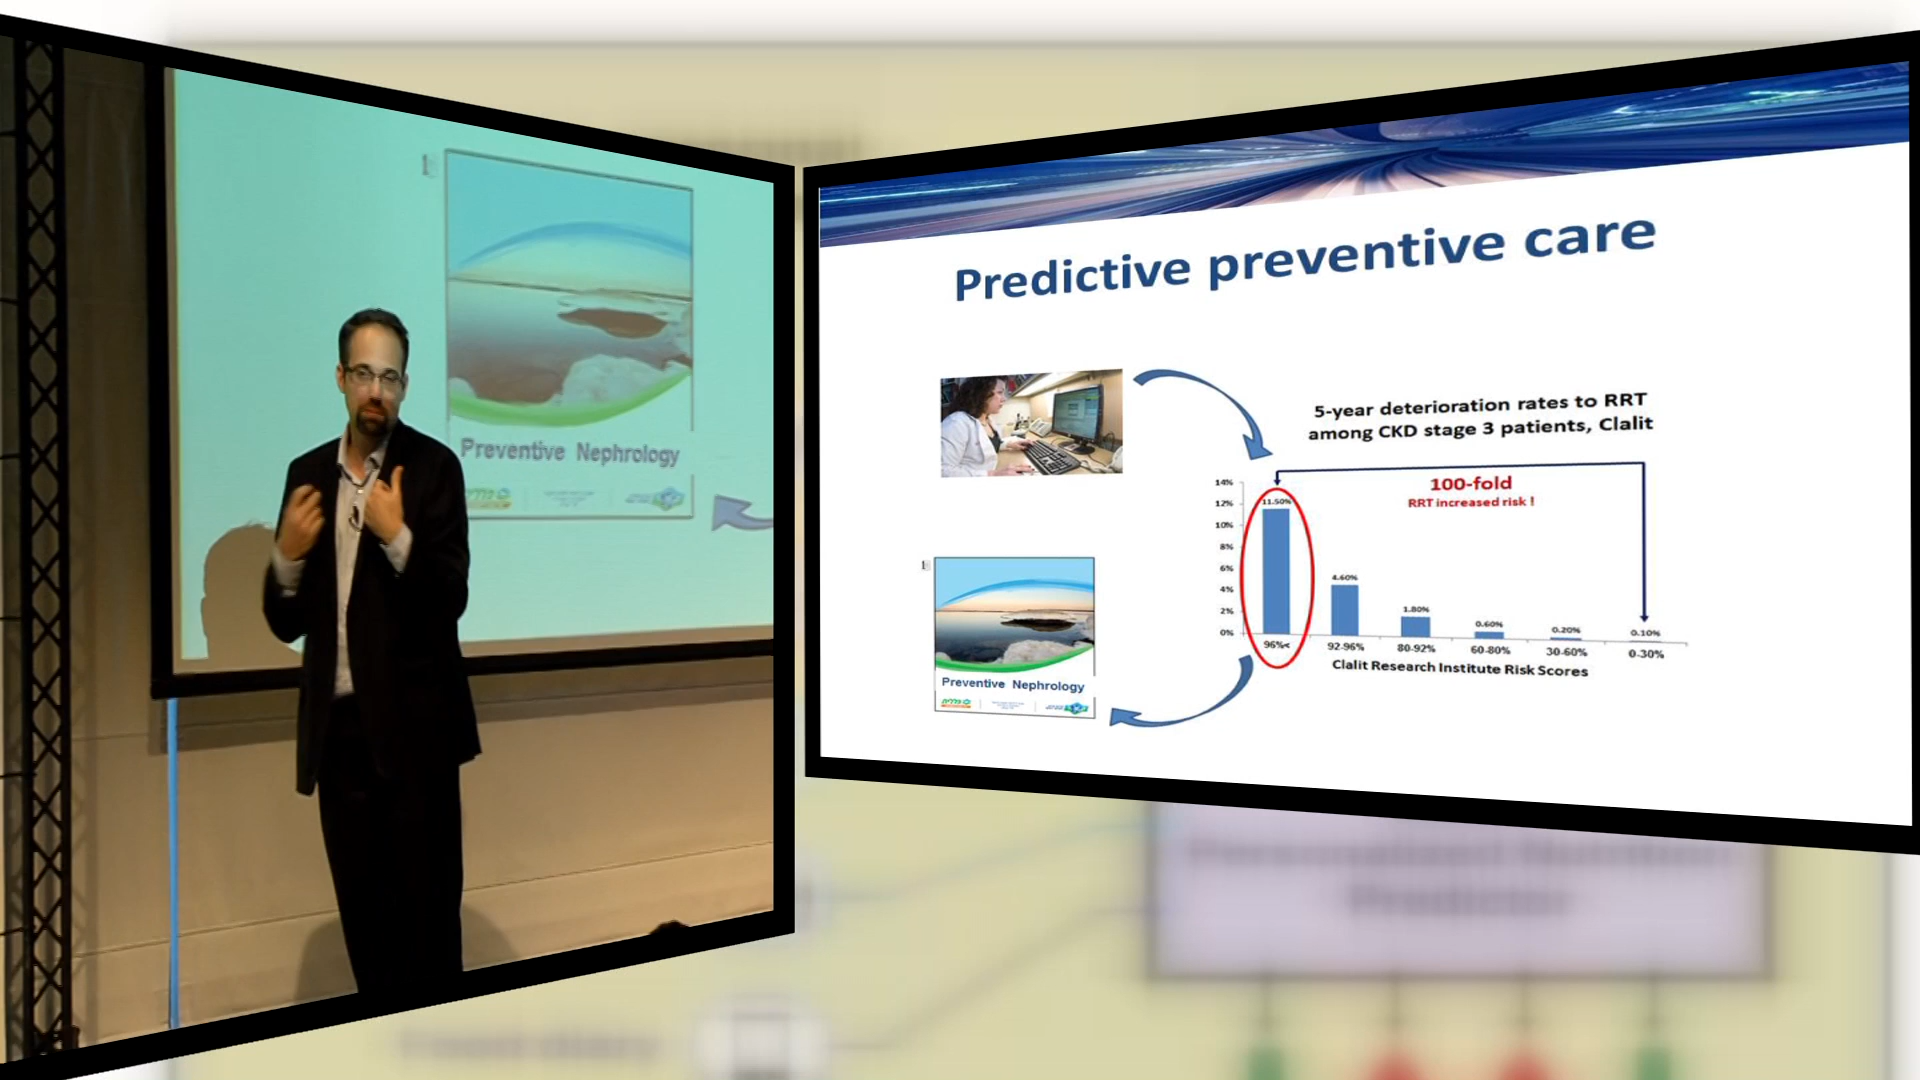 Preventive Nephrology
Predictive preventive care
5-year deterioration rates to RRT
among CKD stage 3 patients, Clalit
100-fold
RRT increased risk !
14%
12%
10%
8%
6%
4%
2%
0%
11.50%
4.60%
1.80%
0.60%
0.20%
0.10%
96%<
92-96%
80-92%
60-80%
30-60%
0-30%
Clalit Research Institute Risk Scores
1
Preventive Nephrology
כללית